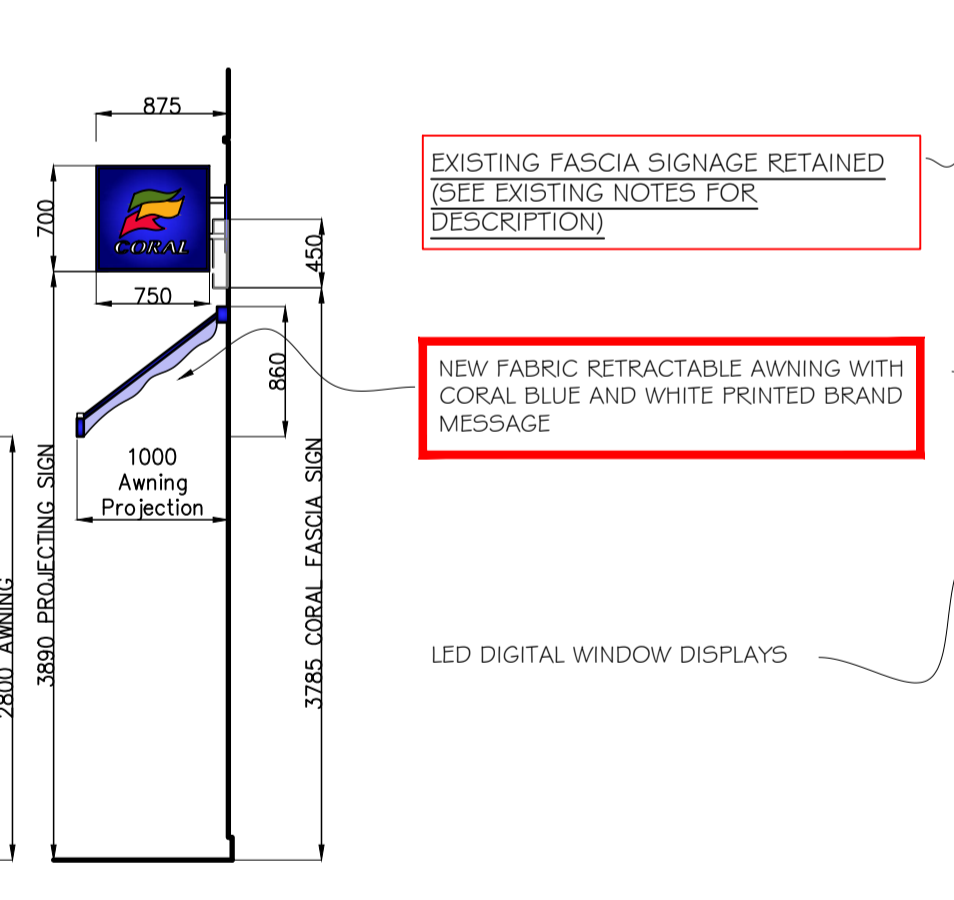 875
EXISTING FASCIA SIGNAGE RETAINED
(SEE EXISTING NOTES FOR
DESCRIPTION)
700
CORAL
450
750
860
NEW FABRIC RETRACTABLE AWNING WITH
CORAL BLUE AND WHITE PRINTED BRAND
MESSAGE
1000
Awning
Projection
2800 AWNING
3890 PROJECTING SIGN
3785 CORAL FASCIA SIGN
LED DIGITAL WINDOW DISPLAYS